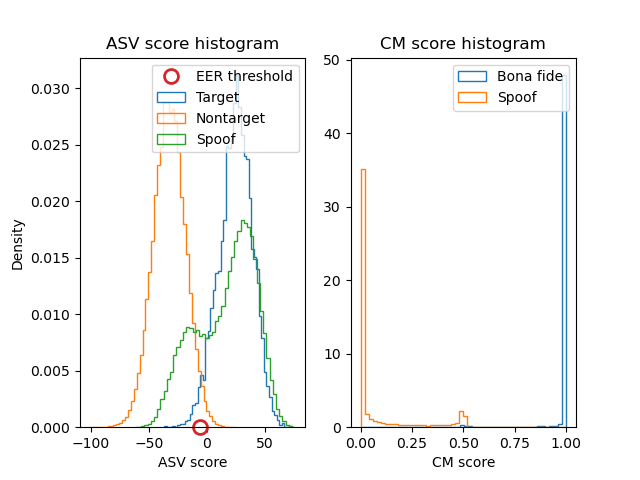 ASV score histogram
EER threshold
Target
Nontarget
Spoof
Density
0.030
0.025
0.020
0.015
0.010
0.005
0.000
−100
−50
0
50
ASV score
CM score histogram
Bona fide
Spoof
50
40
30
20
10
0
0.00
0.25
0.50
0.75
1.00
CM score